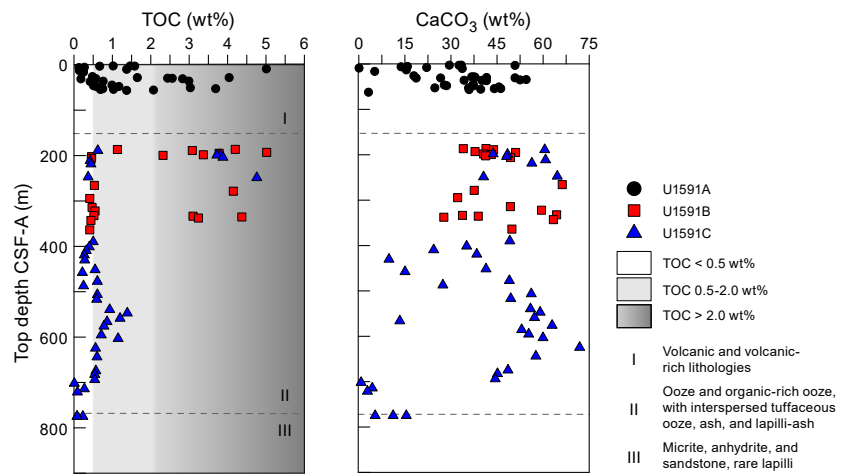 TOC (wt%)
CaCO3 (wt%)
0 1 2 3 4 5 6
0 15 30 45 60 75
Top depth CSF-A (m)
0
200
400
600
800
I
II
III
U1591A
U1591B
U1591C
TOC < 0.5 wt%
TOC 0.5-2.0 wt%
TOC > 2.0 wt%
I Volcanic and volcanic-
rich lithologies
II Ooze and organic-rich ooze,
with interspersed tuffaceous
ooze, ash, and lapilli-ash
III Micrite, anhydrite, and
sandstone, rare lapilli